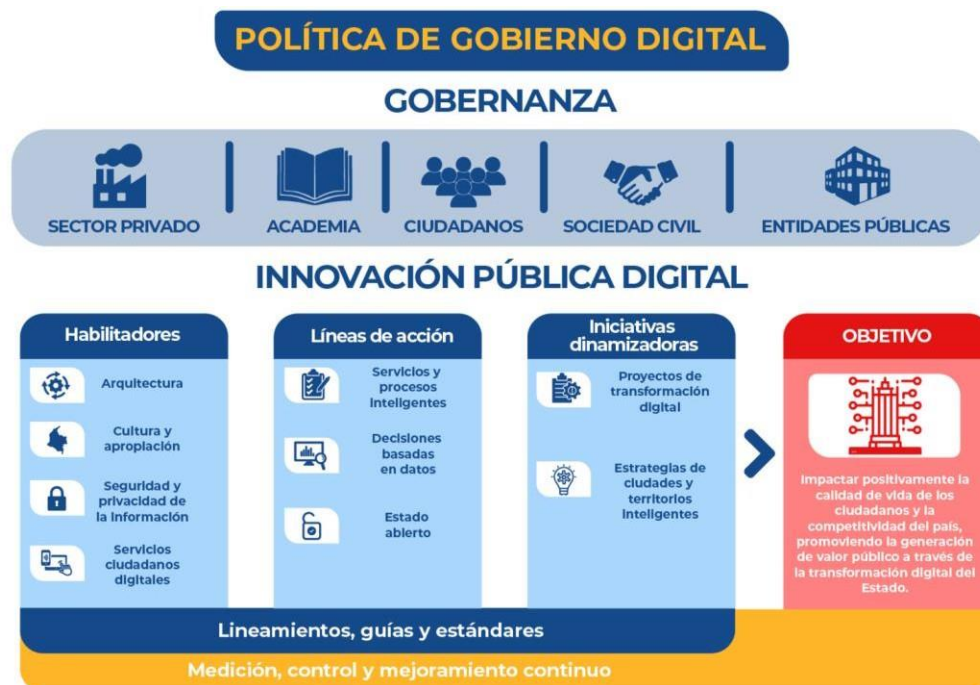 POLÍTICA DE GOBIERNO DIGITAL
GOBERNANZA
SECTOR PRIVADO
ACADEMIA
CIUDADANOS
SOCIEDAD CIVIL
ENTIDADES PÚBLICAS
INNOVACIÓN PÚBLICA DIGITAL
Habilitadores
Arquitectura
Cultura y
apropiación
Seguridad y
privacidad de
la Información
Servicios
ciudadanos
digitales
Líneas de acción
Servicios y
procesos
Inteligentes
Decisiones
basadas
en datos
Estado
abierto
Iniciativas
dinamizadoras
Proyectos de
transformación
digital
Estrategias de
ciudades y
territorios
Inteligentes
OBJETIVO
Impactar positivamente la
calidad de vida de los
ciudadanos y la
competitividad del país,
promoviendo la generación
de valor público a través de
la transformación digital del
Estado.
Lineamientos, guías y estándares
Medición, control y mejoramiento continuo